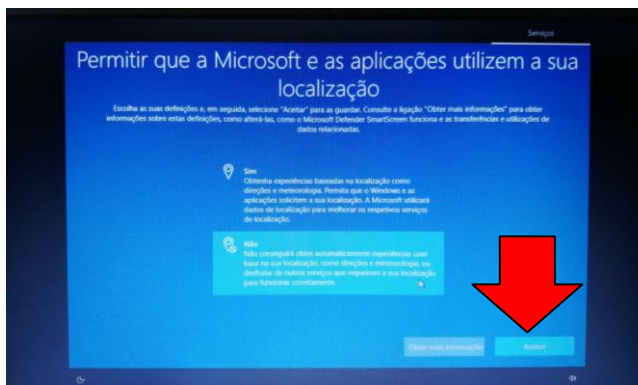 Serviços
Permitir que a Microsoft e as aplicações utilizem a sua
localização
Escolha as suas definições e, em seguida, selecione "Aceitar" para as guardar. Consulte a ligação "Obter mais informações" para obter
informações sobre estas definições, como alterá-las, como o Microsoft Defender SmartScreen funciona e as transferências e utilizações de
dados relacionadas.
Sim
Obtenha experiências baseadas na localização como
direções e meteorologia. Permita que o Windows e as
aplicações solicitem a sua localização. A Microsoft utilizará
dados de localização para melhorar os respetivos serviços
de localização.
Não
Não conseguirá obter automaticamente experiências com
base na sua localização, como direções e meteorologia, ou
desfrutar de outros serviços que requeiram a sua localização
para funcionar corretamente.
Obter mais informações
Aceitar